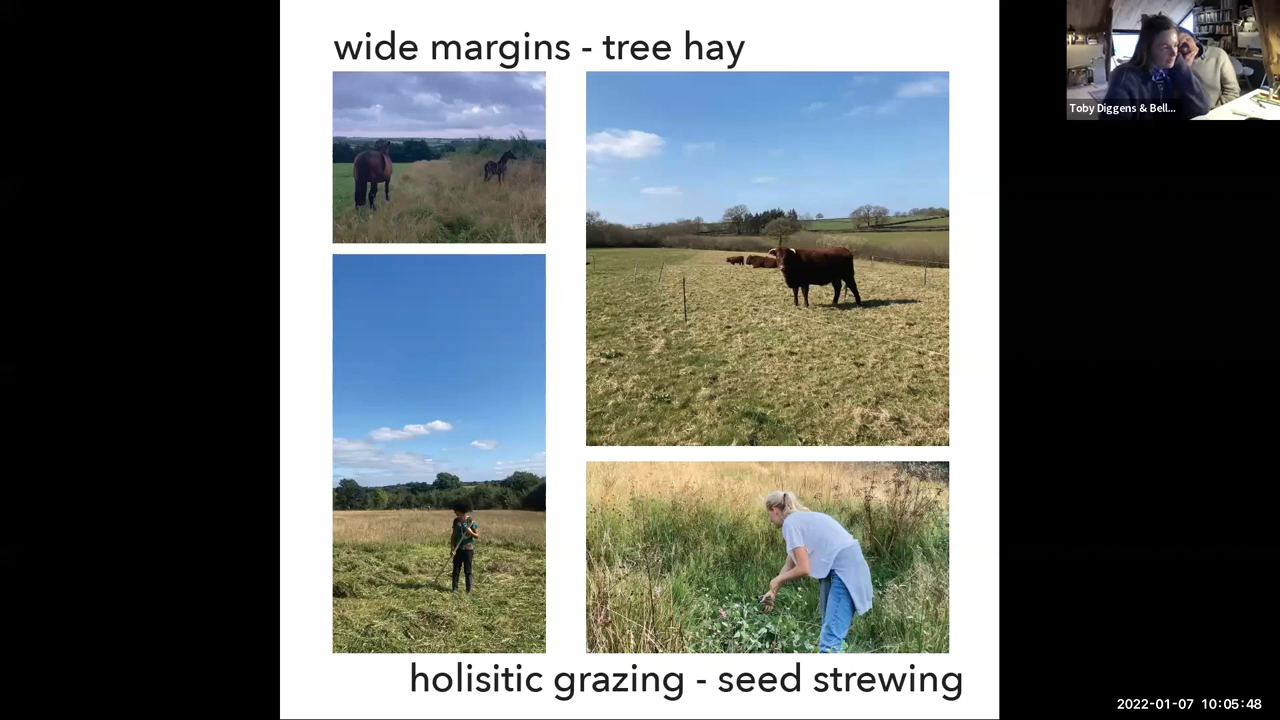 wide margins - tree hay
Toby Diggens & Bell...
holisitic grazing - seed strewing
2022-01-07 10:05:48